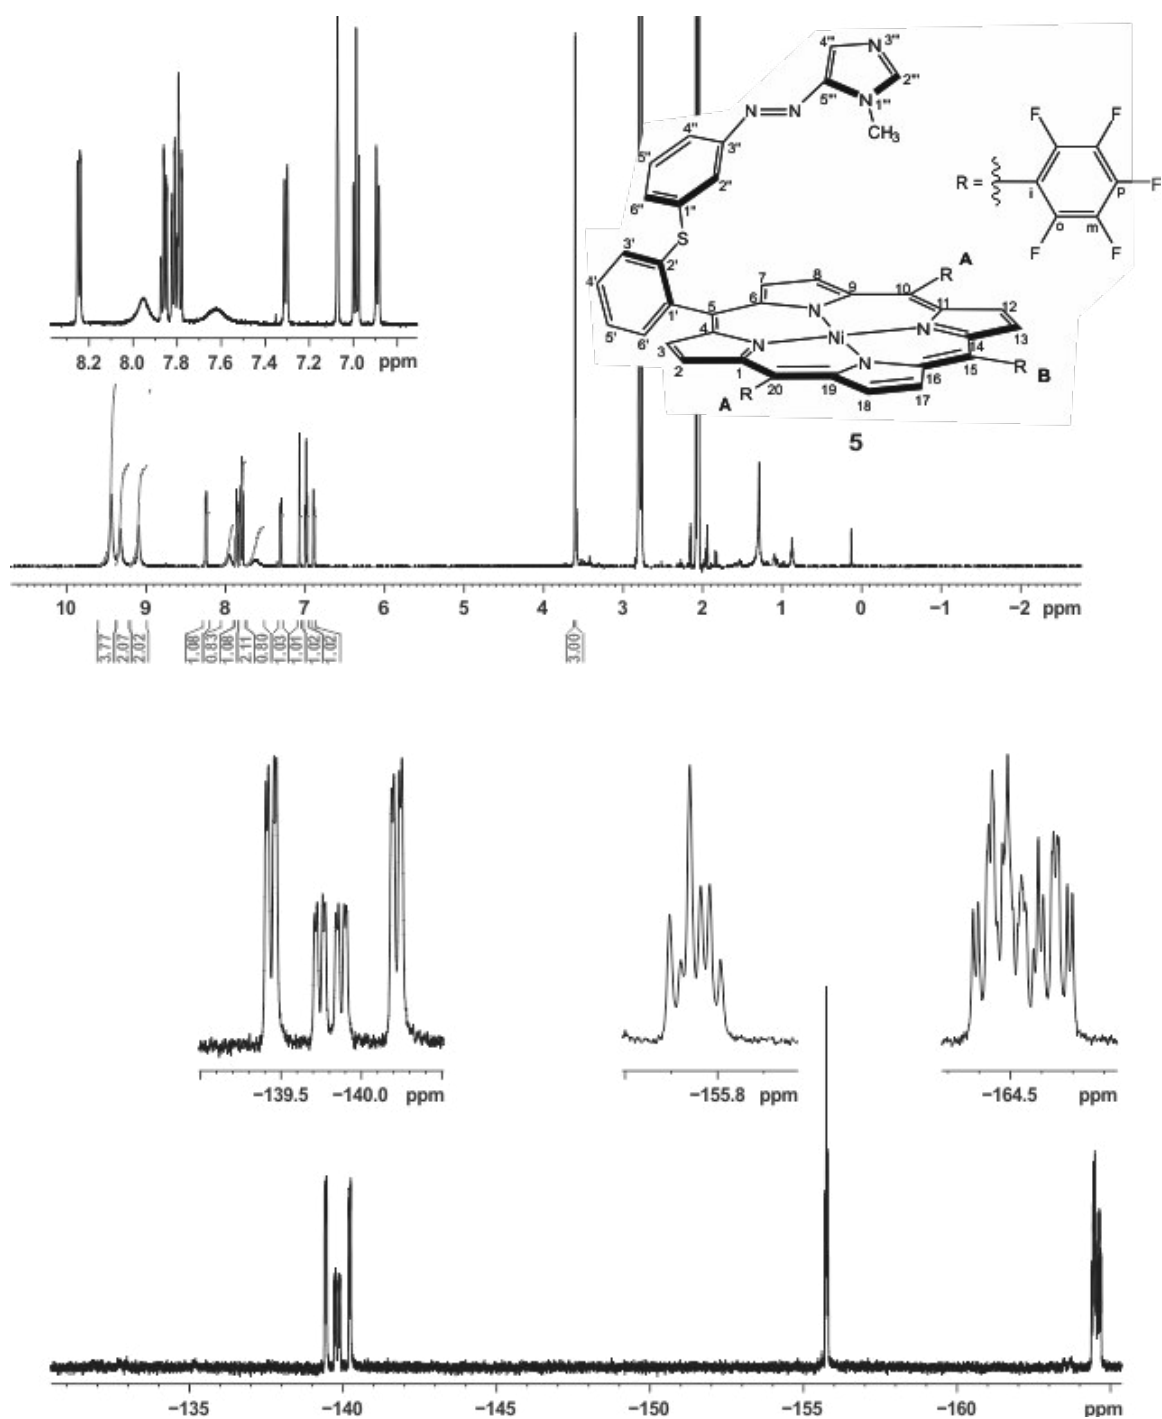 4''' N 3'''
2'''
5''' N 1'''
CH3
N=N
4''
3''
5''
2''
6'' 1''
S
3' 2'
4'
1'
5' 6'
F F
R = i p F
o m
F F
A
R
7 8 9 10 11 12
5 6 N N 13
4 N Ni N 14
3 2 1 19 16 15 R B
R 20 18 17
A
5
8.2 8.0 7.8 7.6 7.4 7.2 7.0 ppm
10 9 8 7 6 5 4 3 2 1 0 −1 −2 ppm
3.77 2.07 2.02 1.08 0.83 1.08 2.11 0.80 1.03 1.01 1.02 1.02 3.00
−139.5 −140.0 ppm −155.8 ppm −164.5 ppm
−135 −140 −145 −150 −155 −160 ppm